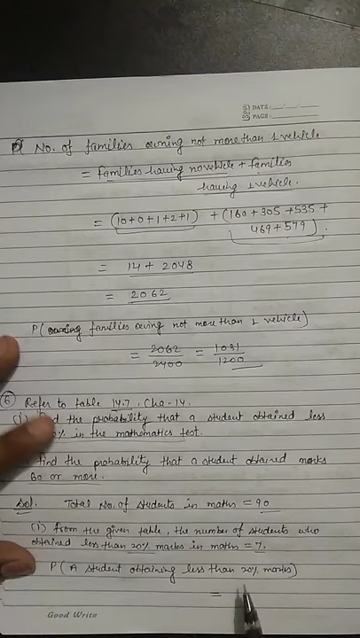 DATE: __/__/__
PAGE:
No. of families owning not more than 1 vehicle
= families having no vehicle + families
having 1 vehicle.
= (10+0+1+2+1) + (160+305+535+
469+579).
= 14 + 2048
= 2062
P( families owing not more than 1 vehicle)
= 2062/2400 = 1031/1200
⑥ Refer to table 14.7, Cha-14.
(i) Find the probability that a student obtained less
% in the mathematics test.
find the probability that a student obtained marks
60 or more.
Sol. Total No. of students in maths = 90
(i) from the given table, the number of students who
obtained less than 20% marks in maths = 7.
P( A student obtaining less than 20% marks)
=
Good Write